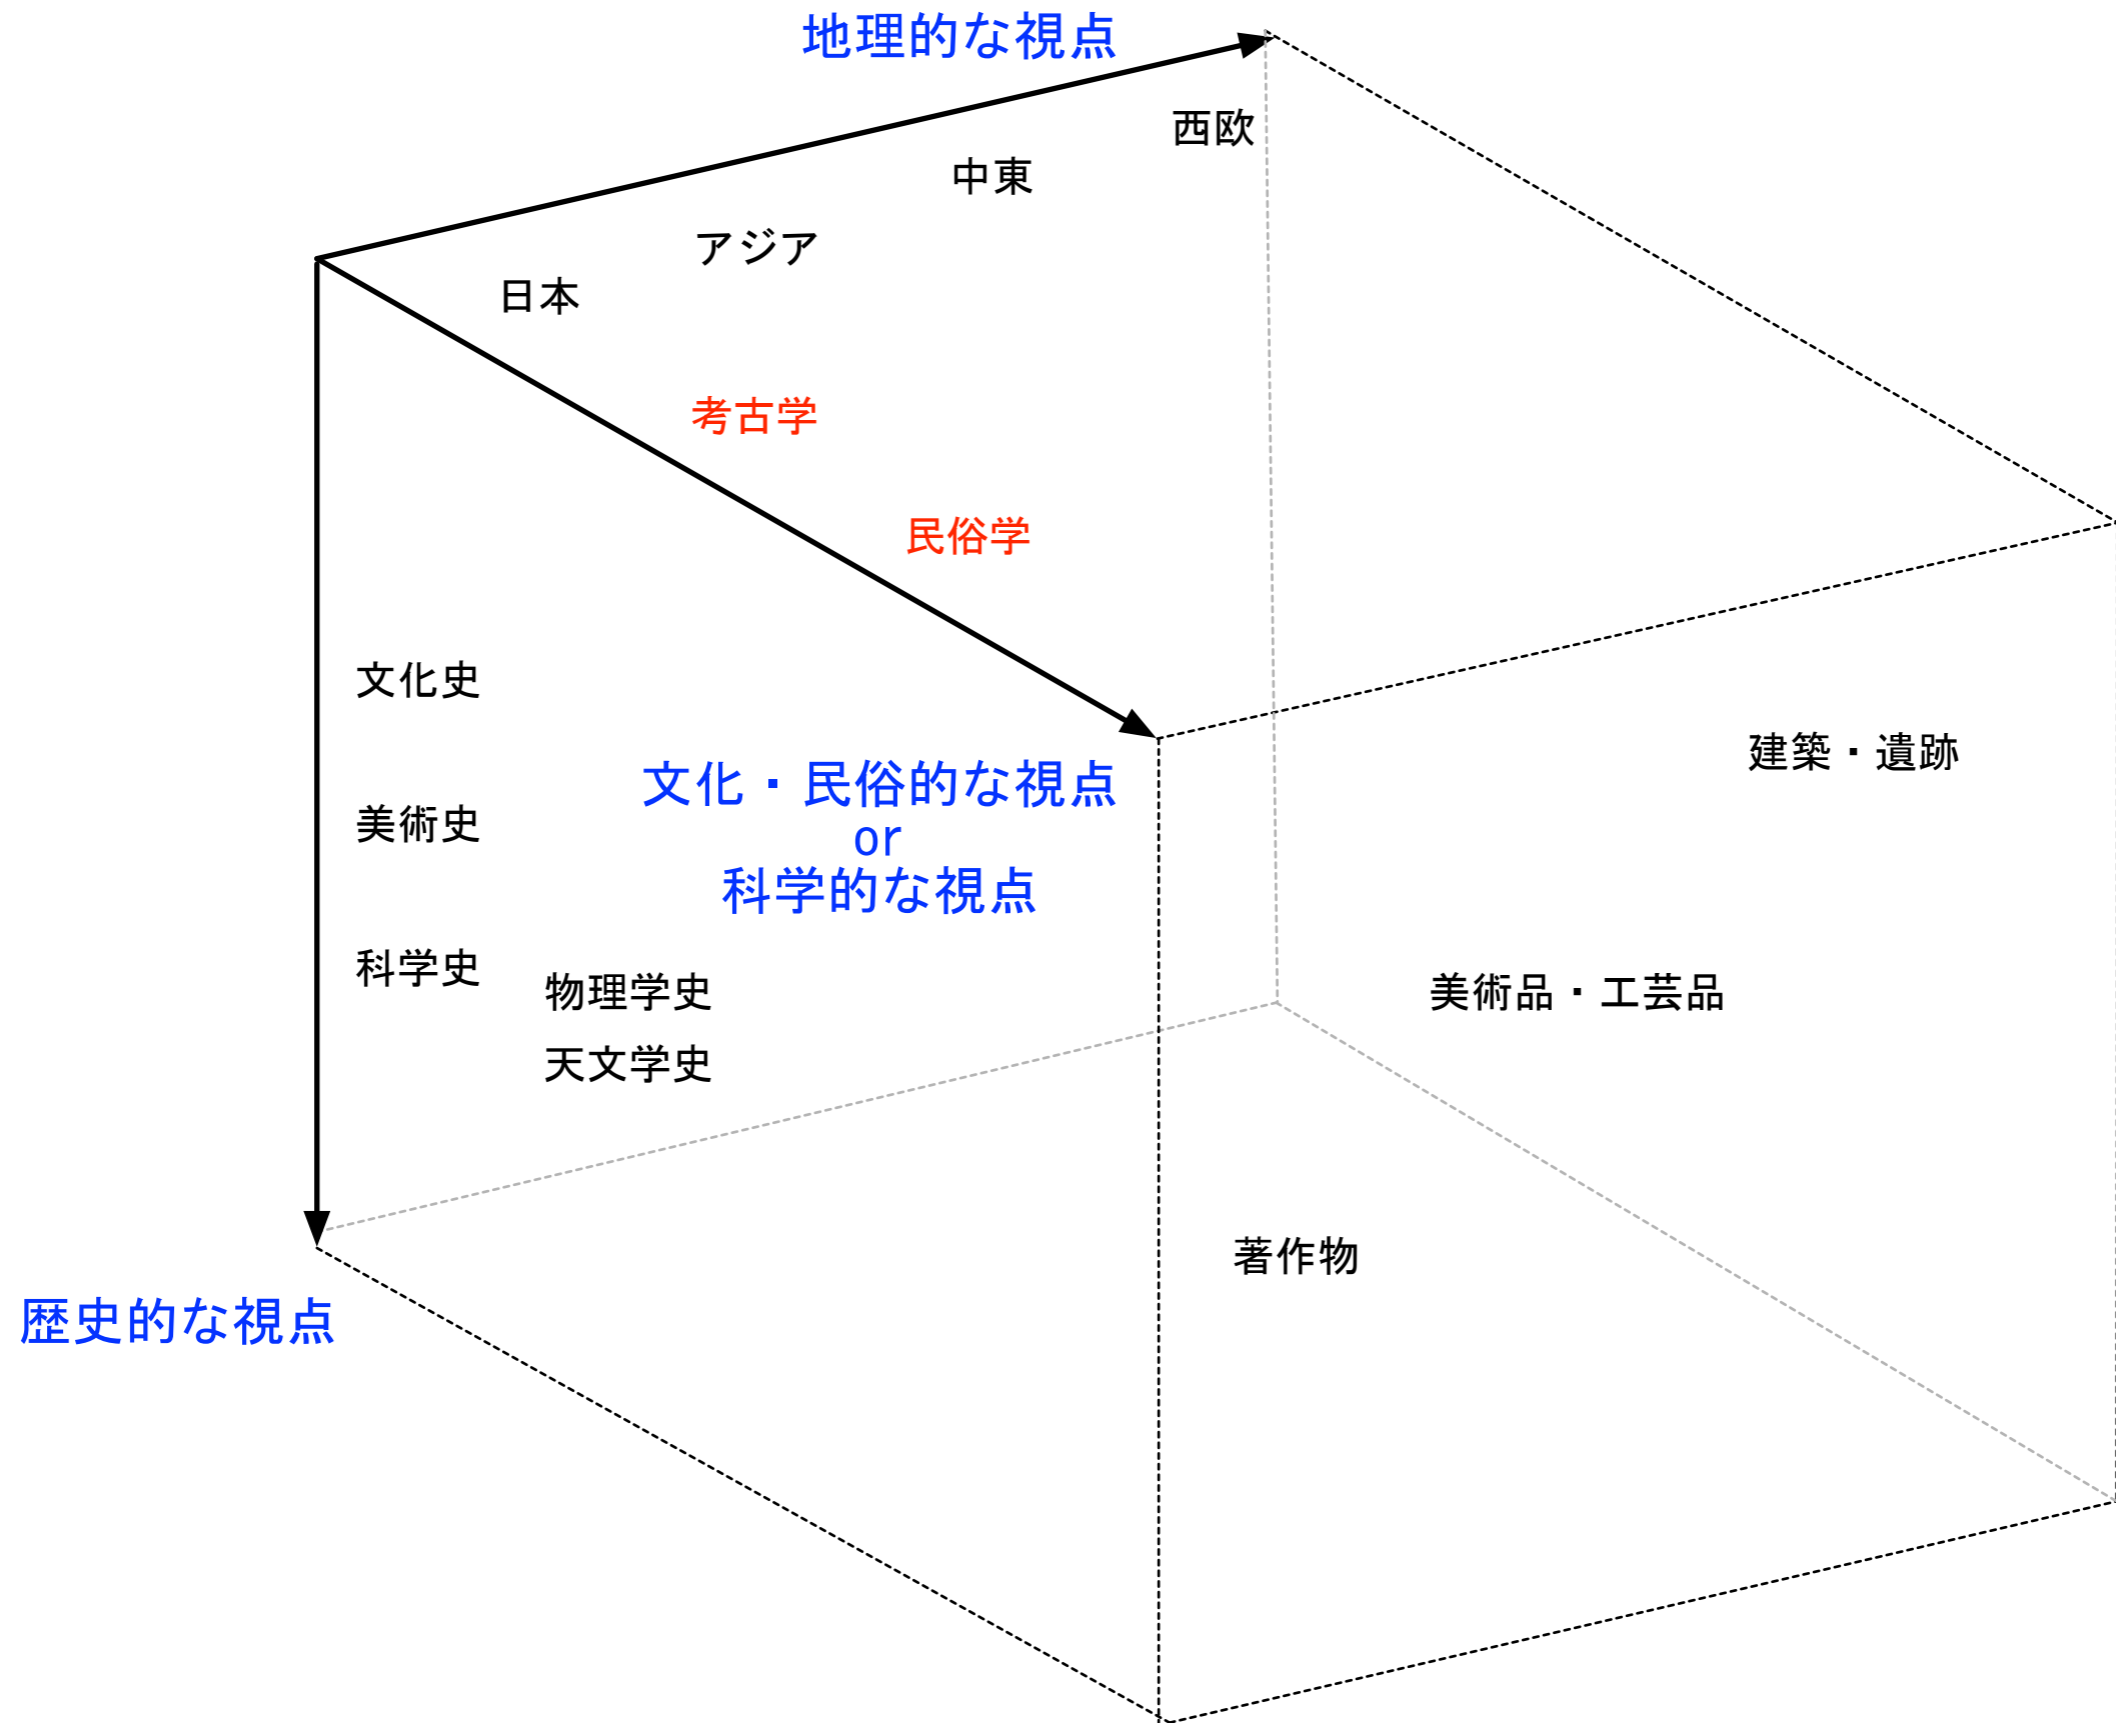 地理的な視点
西欧
中東
アジア
日本
考古学
民俗学
文化史
建築・遺跡
文化・民俗的な視点
or
科学的な視点
美術史
科学史
物理学史
美術品・工芸品
天文学史
著作物
歴史的な視点